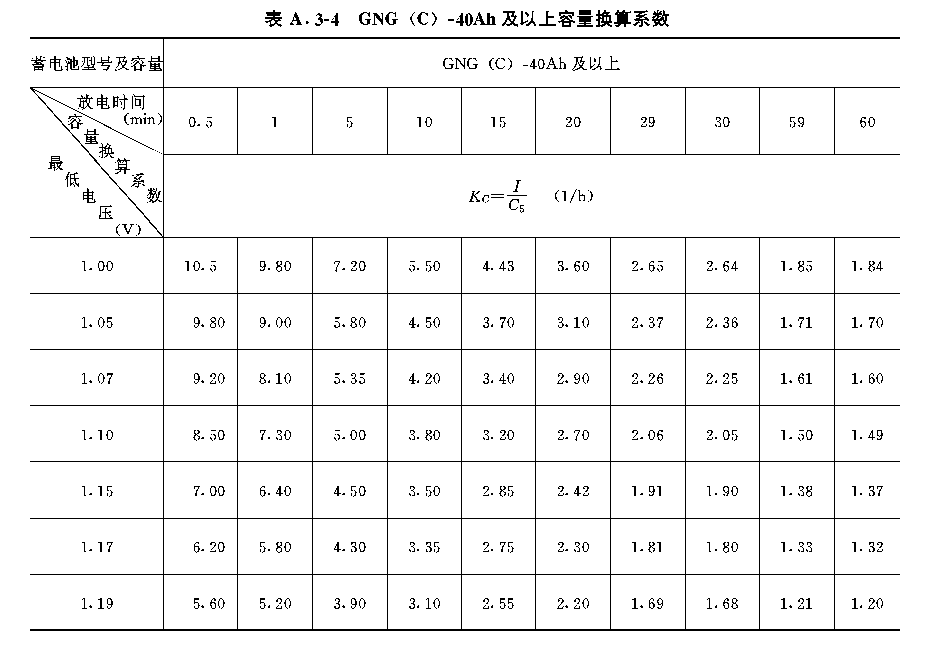 表 A.3-4 GNG（C）-40Ah 及以上容量换算系数
蓄电池型号及容量 GNG（C）-40Ah 及以上
放电时间
(min)
容量换算系数
最低电压
(V)
0.5 1 5 10 15 20 29 30 59 60
Kc=I/C5 (1/h)
1.00 10.5 9.80 7.20 5.50 4.43 3.60 2.65 2.64 1.85 1.84
1.05 9.80 9.00 5.80 4.50 3.70 3.10 2.37 2.36 1.71 1.70
1.07 9.20 8.10 5.35 4.20 3.40 2.90 2.26 2.25 1.61 1.60
1.10 8.50 7.30 5.00 3.80 3.20 2.70 2.06 2.05 1.50 1.49
1.15 7.00 6.40 4.50 3.50 2.85 2.42 1.91 1.90 1.38 1.37
1.17 6.20 5.80 4.30 3.35 2.75 2.30 1.81 1.80 1.33 1.32
1.19 5.60 5.20 3.90 3.10 2.55 2.20 1.69 1.68 1.21 1.20